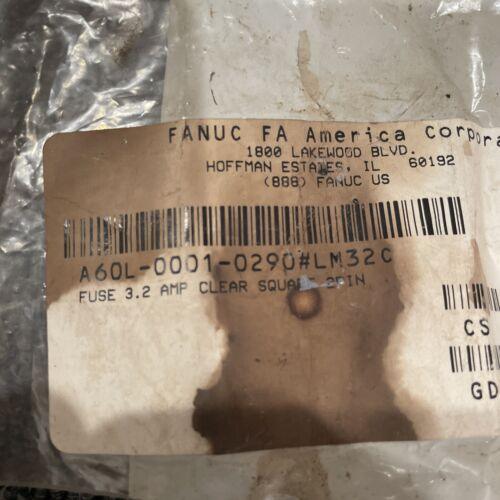 FANUC FA America Corpora
1800 LAKEWOOD BLVD.
HOFFMAN ESTATES, IL 60192
(888) FANUC US
A60L-0001-0290#LM32C
FUSE 3.2 AMP CLEAR SQUARE 2PIN
CS
GD